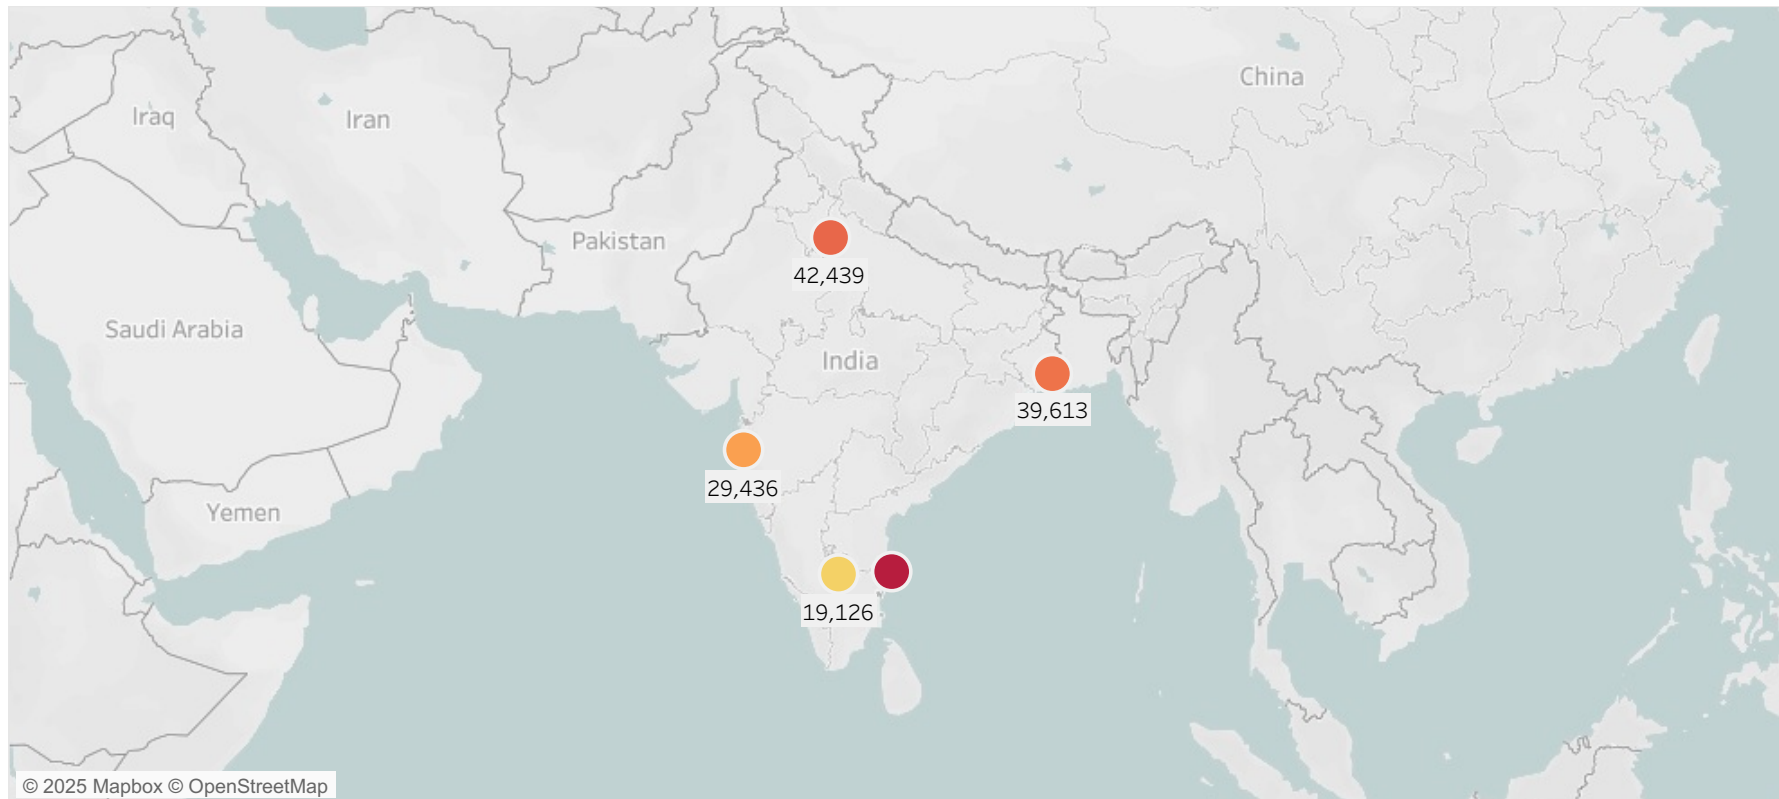 China
Iraq
Iran
Pakistan
42,439
Saudi Arabia
India
39,613
29,436
Yemen
19,126
© 2025 Mapbox © OpenStreetMap